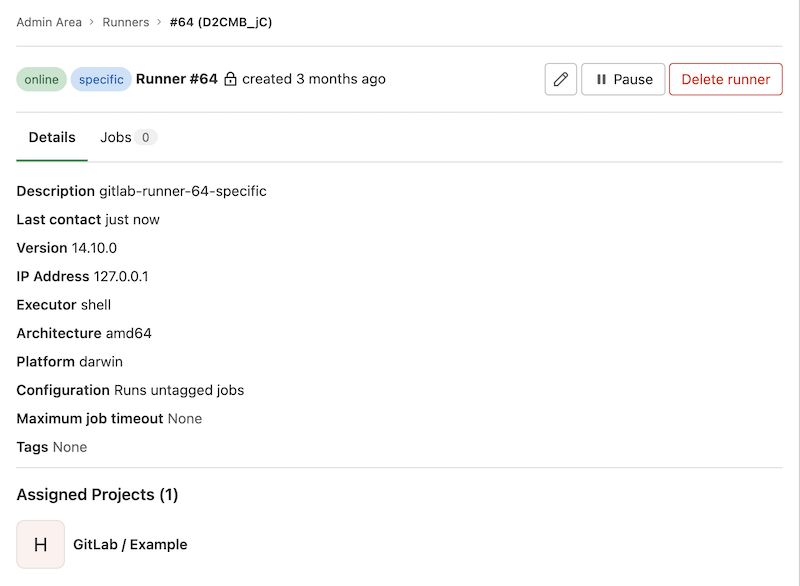 Admin Area › Runners › #64 (D2CMB_jC)
online specific Runner #64 created 3 months ago Pause Delete runner
Details Jobs 0
Description gitlab-runner-64-specific
Last contact just now
Version 14.10.0
IP Address 127.0.0.1
Executor shell
Architecture amd64
Platform darwin
Configuration Runs untagged jobs
Maximum job timeout None
Tags None
Assigned Projects (1)
H GitLab / Example